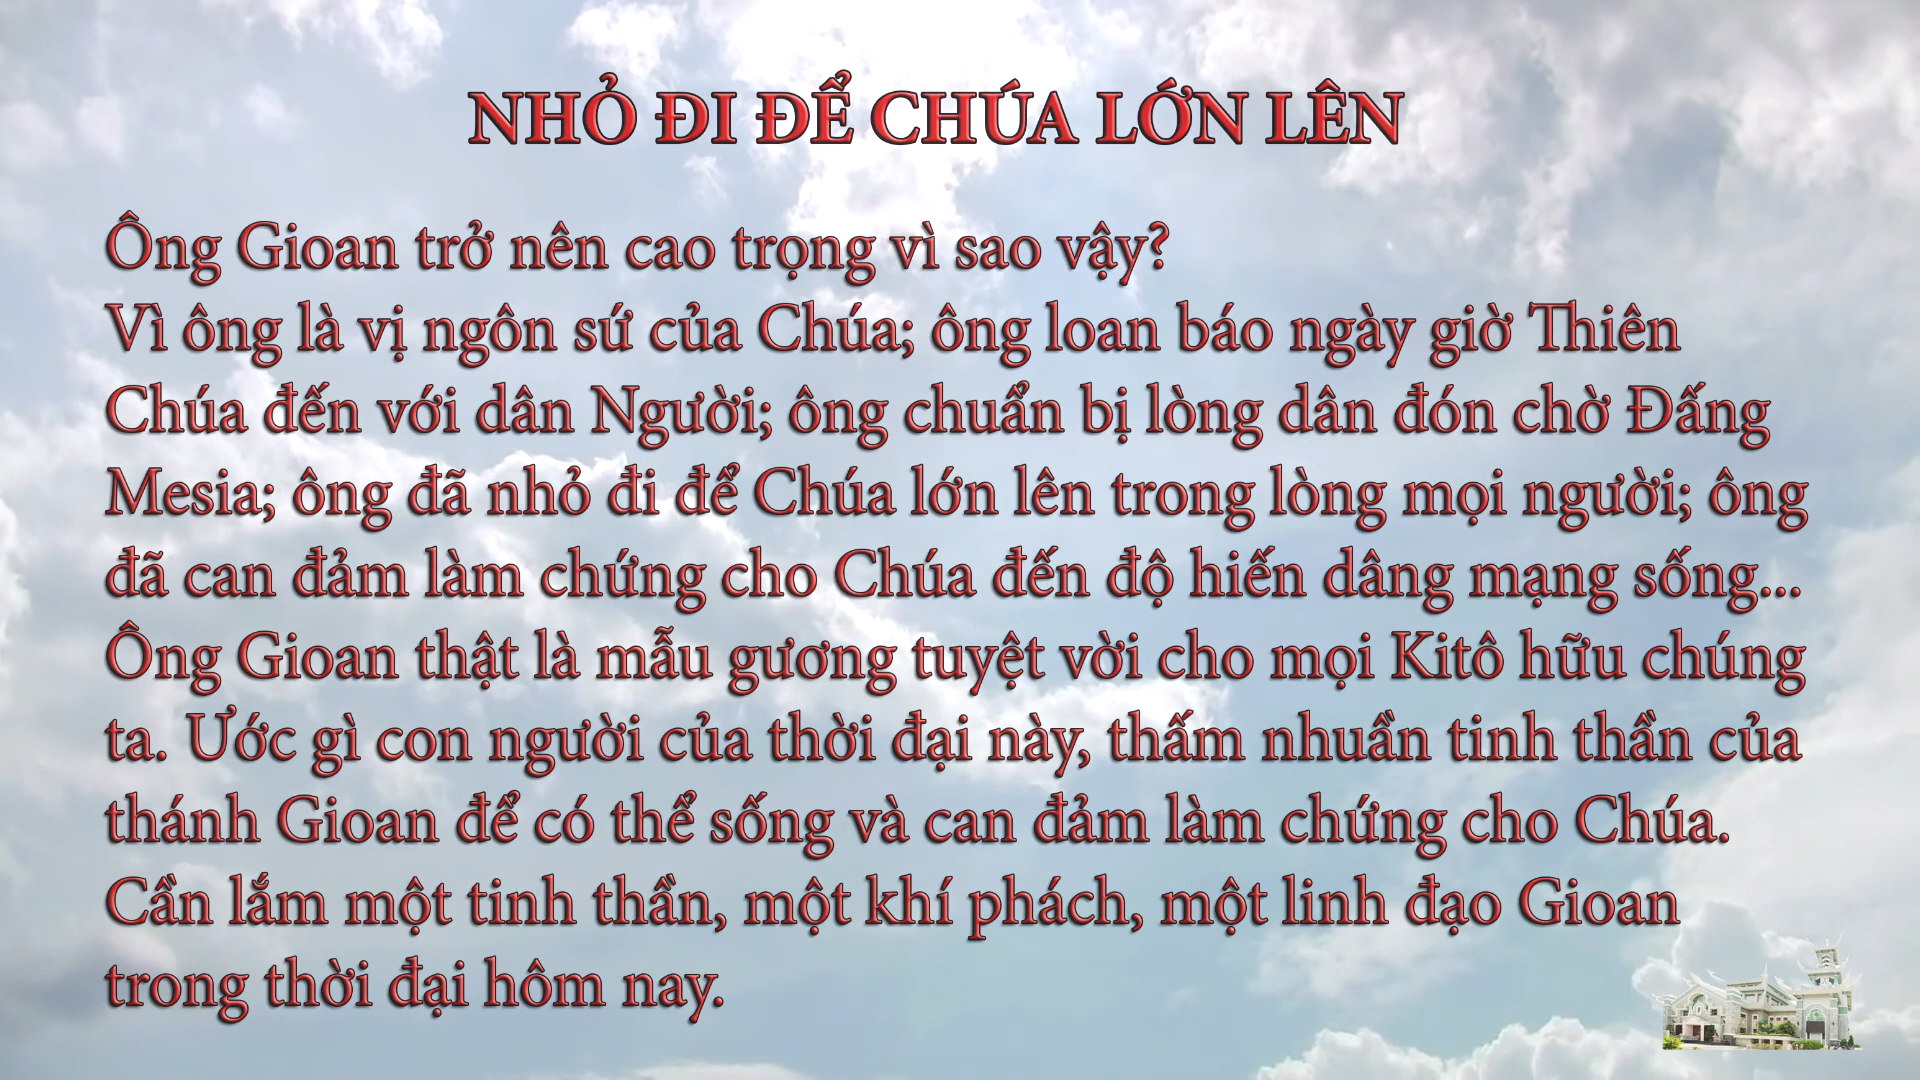 NHỎ ĐI ĐỂ CHÚA LỚN LÊN
Ông Gioan trở nên cao trọng vì sao vậy?
Vì ông là vị ngôn sứ của Chúa; ông loan báo ngày giờ Thiên
Chúa đến với dân Người; ông chuẩn bị lòng dân đón chờ Đấng
Mesia; ông đã nhỏ đi để Chúa lớn lên trong lòng mọi người; ông
đã can đảm làm chứng cho Chúa đến độ hiến dâng mạng sống...
Ông Gioan thật là mẫu gương tuyệt vời cho mọi Kitô hữu chúng
ta. Ước gì con người của thời đại này, thấm nhuần tinh thần của
thánh Gioan để có thể sống và can đảm làm chứng cho Chúa.
Cần lắm một tinh thần, một khí phách, một linh đạo Gioan
trong thời đại hôm nay.